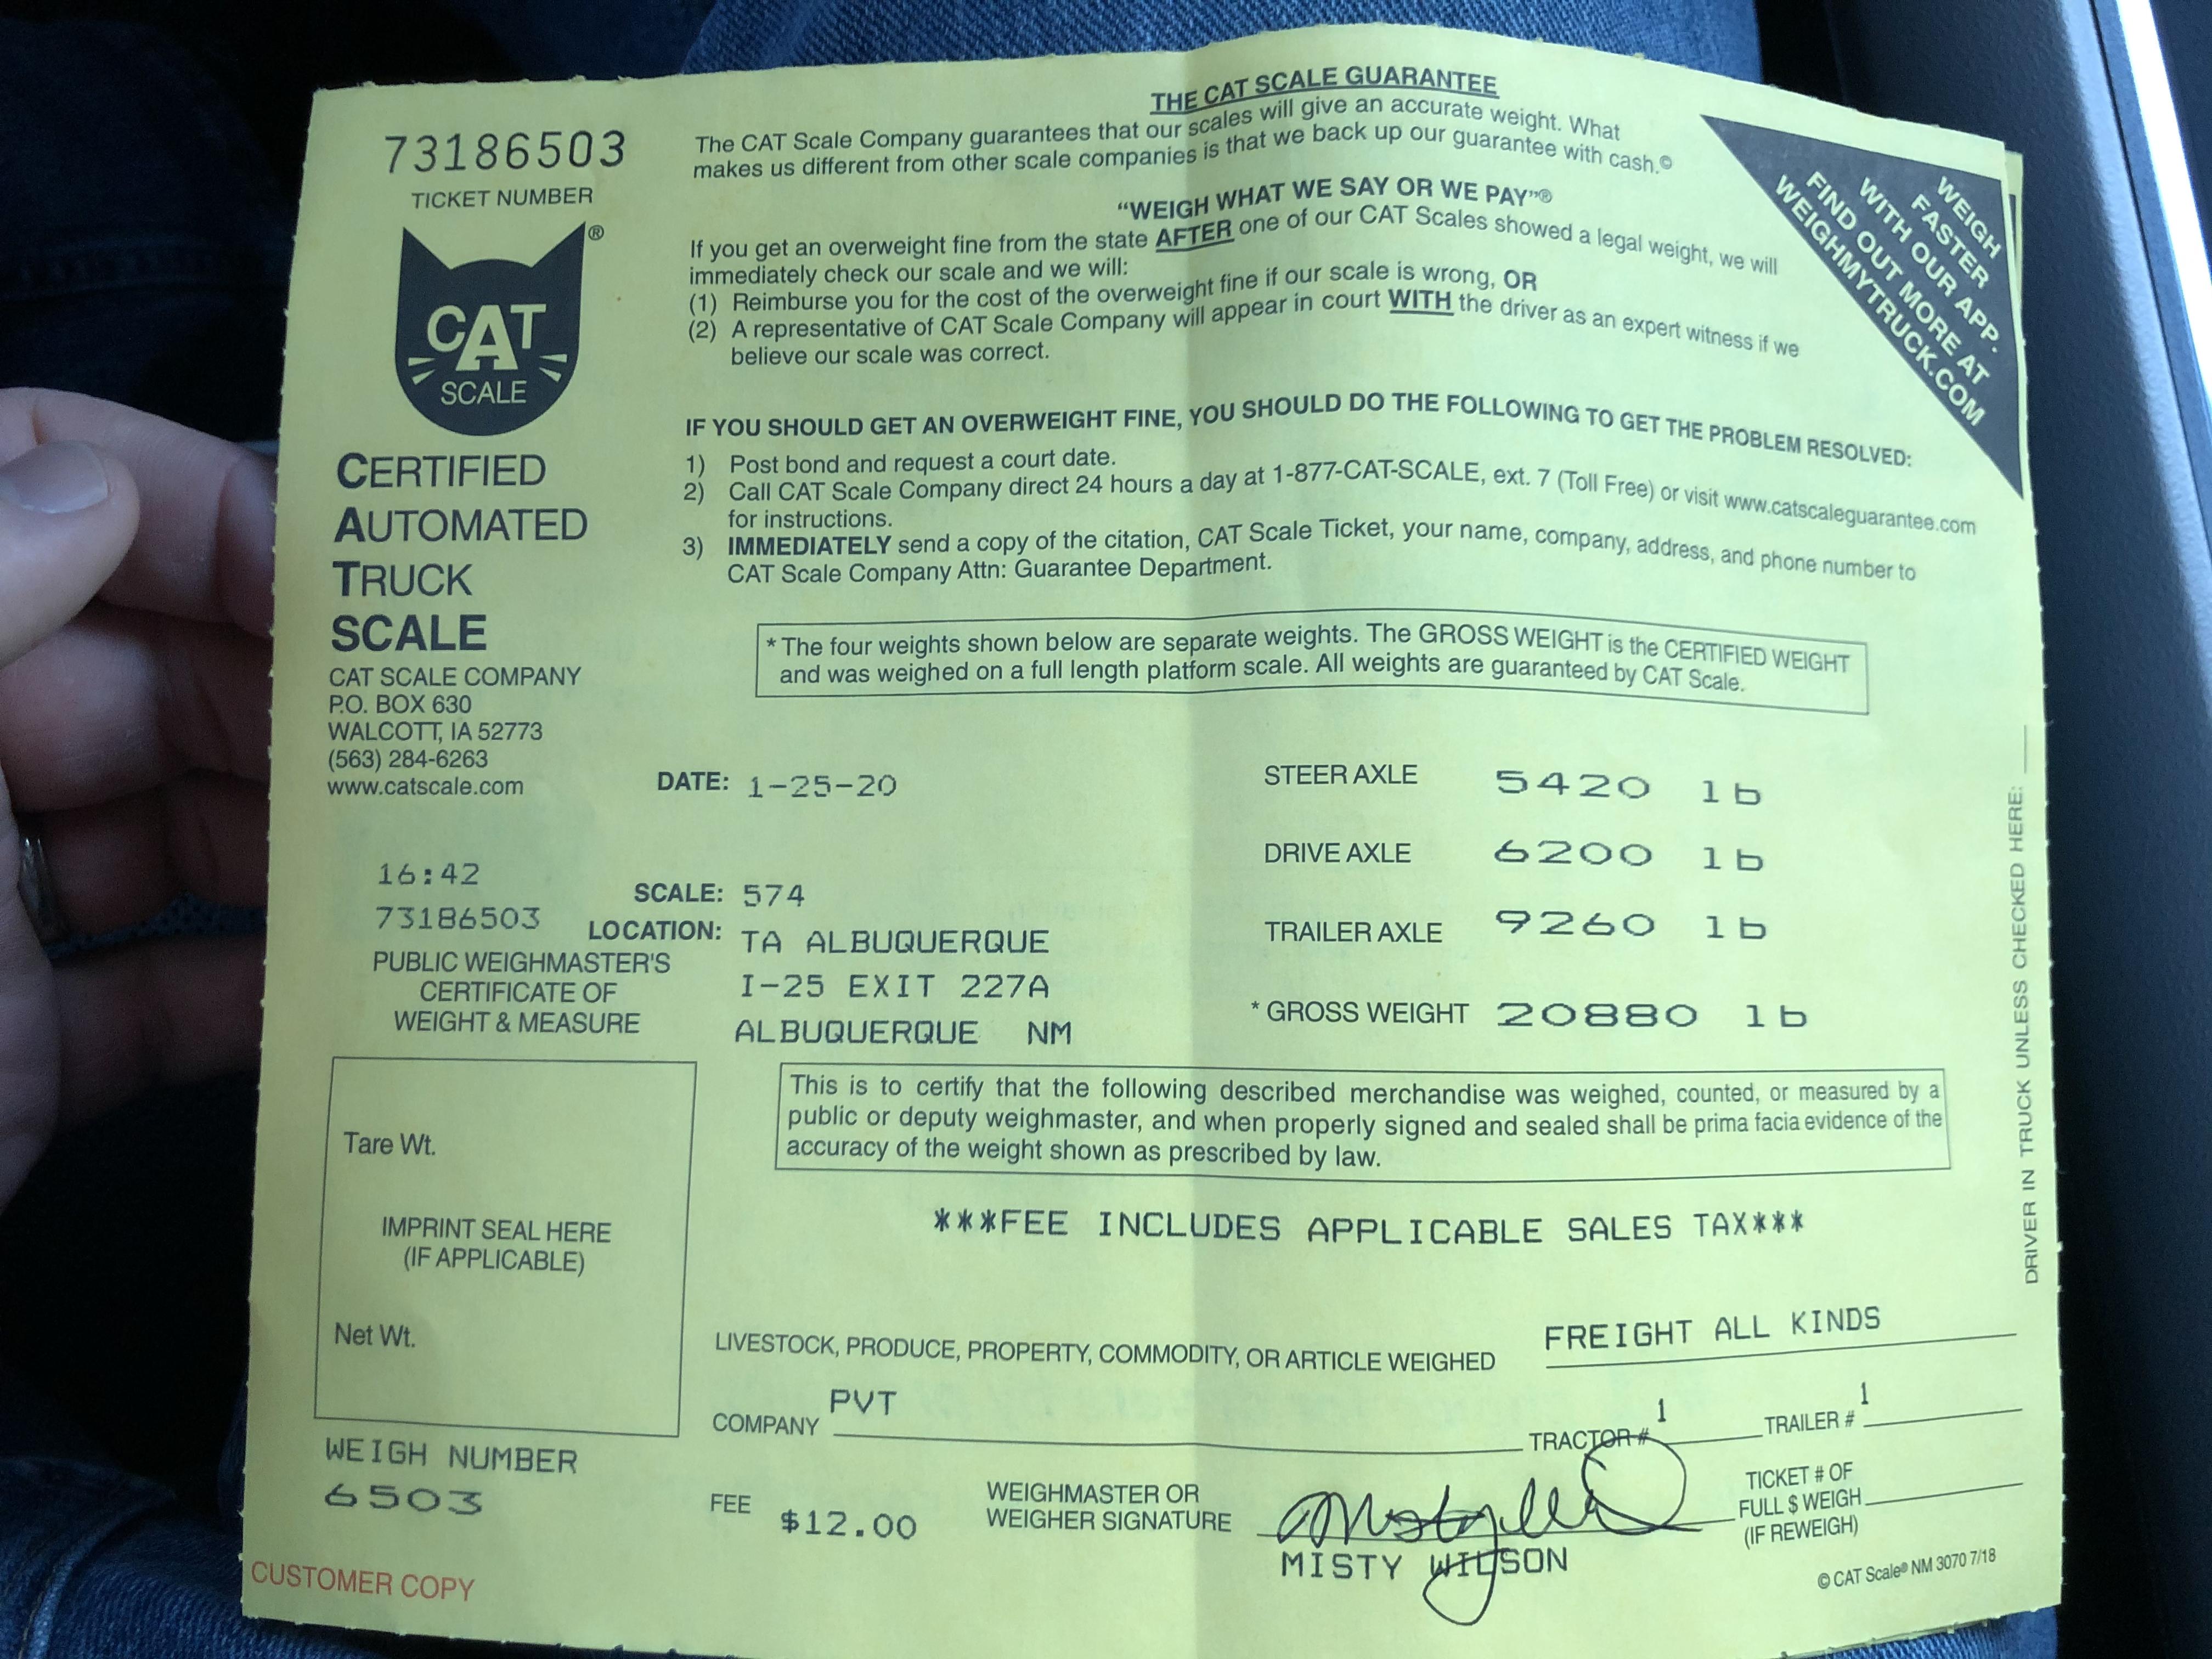 73186503
TICKET NUMBER
CAT
SCALE
®
CERTIFIED
AUTOMATED
TRUCK
SCALE
CAT SCALE COMPANY
P.O. BOX 630
WALCOTT, IA 52773
(563) 284-6263
www.catscale.com
THE CAT SCALE GUARANTEE
The CAT Scale Company guarantees that our scales will give an accurate weight. What
makes us different from other scale companies is that we back up our guarantee with cash.©
“WEIGH WHAT WE SAY OR WE PAY”®
If you get an overweight fine from the state AFTER one of our CAT Scales showed a legal weight, we will
immediately check our scale and we will:
(1) Reimburse you for the cost of the overweight fine if our scale is wrong, OR
(2) A representative of CAT Scale Company will appear in court WITH the driver as an expert witness if we
believe our scale was correct.
WEIGH
FASTER
WITH OUR APP.
FIND OUT MORE AT
WEIGHMYTRUCK.COM
IF YOU SHOULD GET AN OVERWEIGHT FINE, YOU SHOULD DO THE FOLLOWING TO GET THE PROBLEM RESOLVED:
1) Post bond and request a court date.
2) Call CAT Scale Company direct 24 hours a day at 1-877-CAT-SCALE, ext. 7 (Toll Free) or visit www.catscaleguarantee.com
for instructions.
3) IMMEDIATELY send a copy of the citation, CAT Scale Ticket, your name, company, address, and phone number to
CAT Scale Company Attn: Guarantee Department.
* The four weights shown below are separate weights. The GROSS WEIGHT is the CERTIFIED WEIGHT
and was weighed on a full length platform scale. All weights are guaranteed by CAT Scale.
DATE: 1-25-20
16:42
73186503
PUBLIC WEIGHMASTER'S
CERTIFICATE OF
WEIGHT & MEASURE
SCALE: 574
LOCATION: TA ALBUQUERQUE
I-25 EXIT 227A
ALBUQUERQUE NM
STEER AXLE 5420 lb
DRIVE AXLE 6200 lb
TRAILER AXLE 9260 lb
* GROSS WEIGHT 20880 lb
DRIVER IN TRUCK UNLESS CHECKED HERE:
This is to certify that the following described merchandise was weighed, counted, or measured by a
public or deputy weighmaster, and when properly signed and sealed shall be prima facia evidence of the
accuracy of the weight shown as prescribed by law.
Tare Wt.
IMPRINT SEAL HERE
(IF APPLICABLE)
Net Wt.
***FEE INCLUDES APPLICABLE SALES TAX***
LIVESTOCK, PRODUCE, PROPERTY, COMMODITY, OR ARTICLE WEIGHED FREIGHT ALL KINDS
COMPANY PVT TRACTOR # 1 TRAILER # 1
WEIGH NUMBER
6503
FEE $12.00
WEIGHMASTER OR
WEIGHER SIGNATURE
MISTY WILSON
TICKET # OF
FULL $ WEIGH
(IF REWEIGH)
CUSTOMER COPY
© CAT Scale® NM 3070 7/18